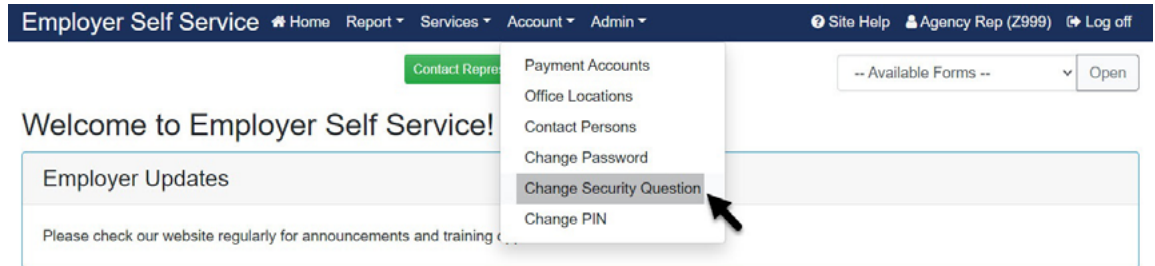 Employer Self Service Home Report Services Account Admin Site Help Agency Rep (Z999) Log off
Contact
Payment Accounts
Office Locations
Contact Persons
Change Password
Change Security Question
Change PIN
-- Available Forms -- Open
Welcome to Employer Self Service!
Employer Updates
Please check our website regularly for announcements and training